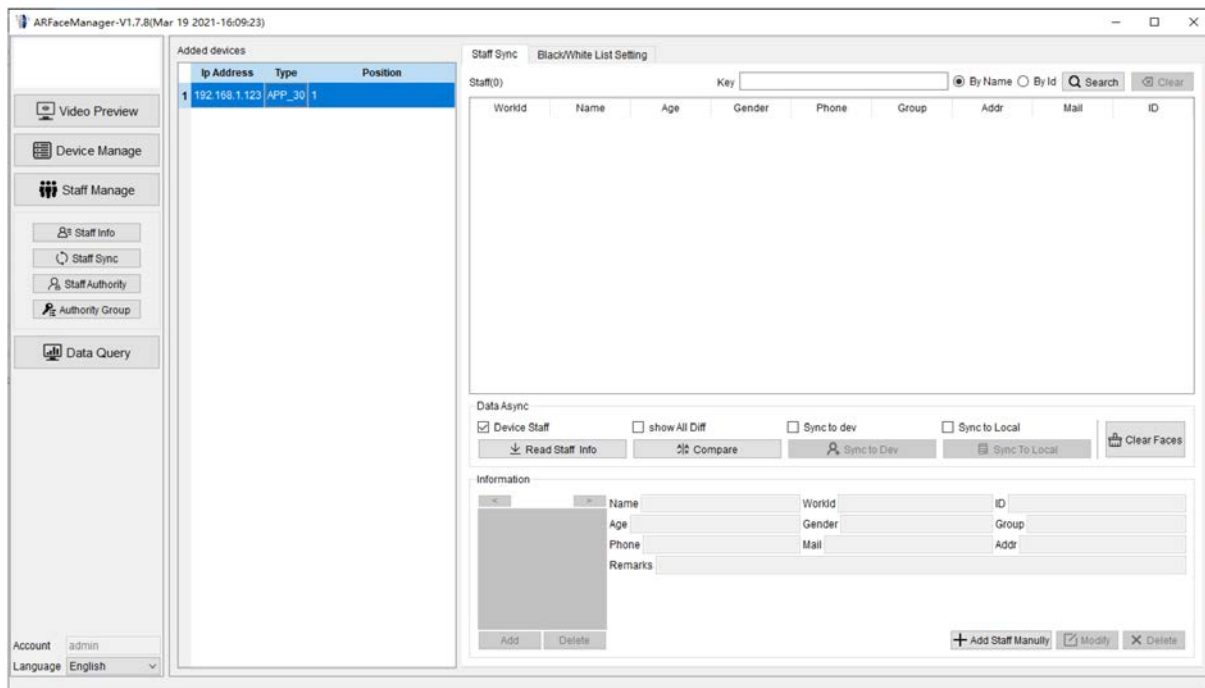 ARFaceManager-V1.7.8(Mar 19 2021-16:09:23)
Video Preview
Device Manage
Staff Manage
Staff Info
Staff Sync
Staff Authority
Authority Group
Data Query
Account admin
Language English
Added devices
Ip Address Type Position
1 192.168.1.123 APP_30 1
Staff Sync Black/White List Setting
Staff(0) Key By Name By Id Search Clear
WorkId Name Age Gender Phone Group Addr Mail ID
Data Async
Device Staff show All Diff Sync to dev Sync to Local
Read Staff Info Compare Sync to Dev Sync To Local Clear Faces
Information
< > Name WorkId ID
Age Gender Group
Phone Mail Addr
Remarks
Add Delete Add Staff Manully Modify Delete